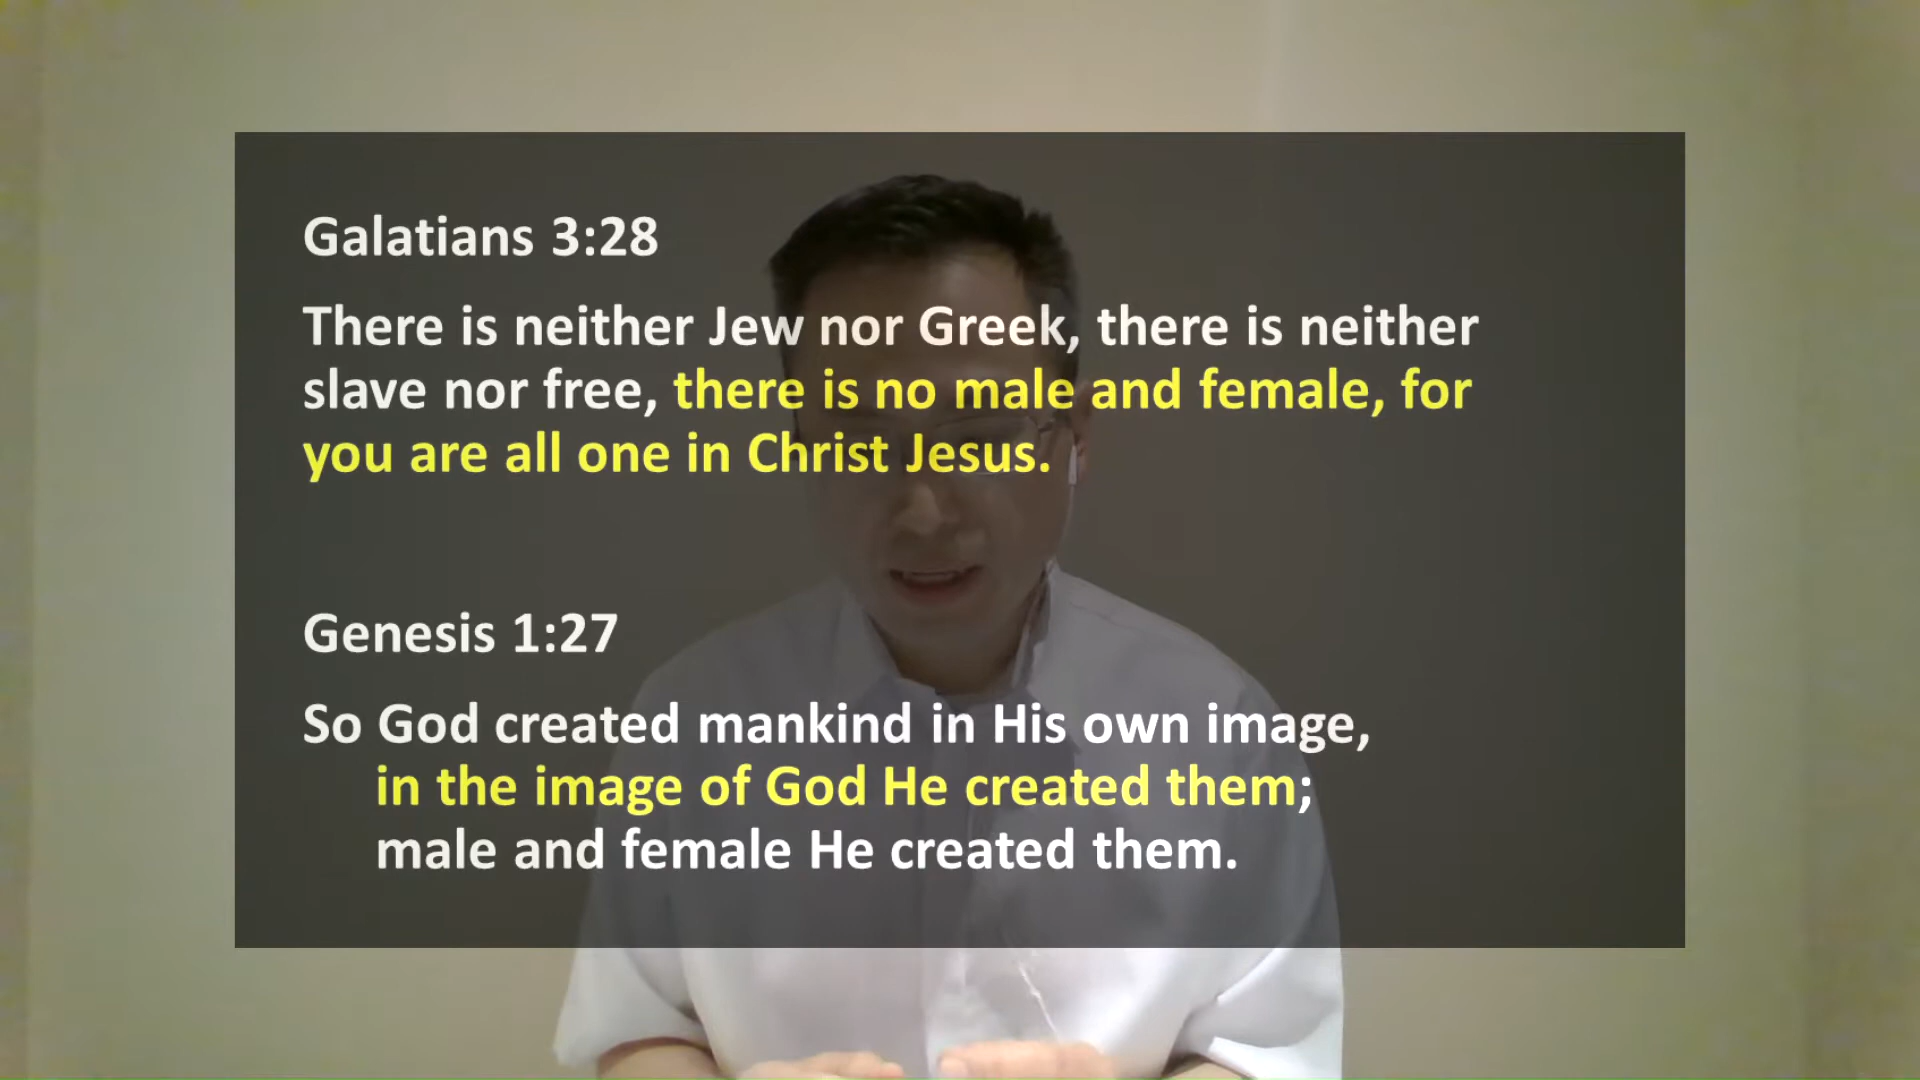 Galatians 3:28
There is neither Jew nor Greek, there is neither
slave nor free, there is no male and female, for
you are all one in Christ Jesus.
Genesis 1:27
So God created mankind in His own image,
in the image of God He created them;
male and female He created them.